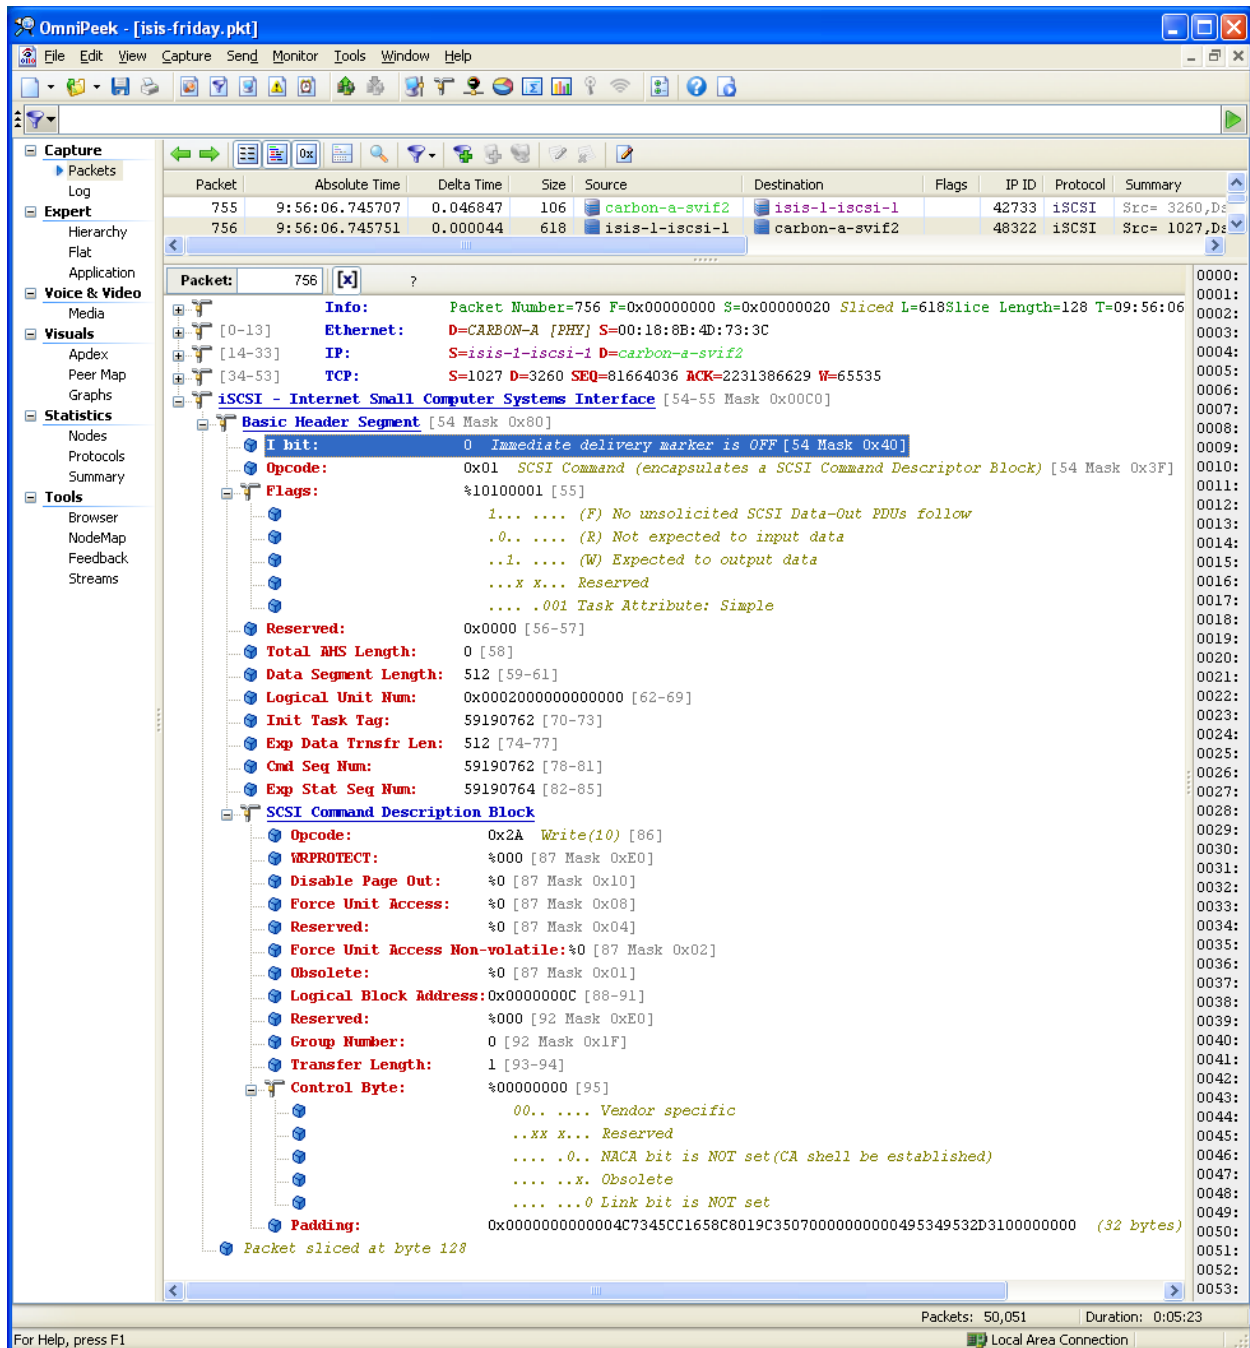 OmniPeek - [isis-friday.pkt]
File Edit View Capture Send Monitor Tools Window Help
Capture
Packets
Log
Expert
Hierarchy
Flat
Application
Voice & Video
Media
Visuals
Apdex
Peer Map
Graphs
Statistics
Nodes
Protocols
Summary
Tools
Browser
NodeMap
Feedback
Streams
Packet Absolute Time Delta Time Size Source Destination Flags IP ID Protocol Summary
755 9:56:06.745707 0.046847 106 carbon-a-svif2 isis-1-iscsi-1 42733 iSCSI Src= 3260,Ds
756 9:56:06.745751 0.000044 618 isis-1-iscsi-1 carbon-a-svif2 48322 iSCSI Src= 1027,Ds
Packet: 756 [x] ?
Info: Packet Number=756 F=0x00000000 S=0x00000020 Sliced L=618Slice Length=128 T=09:56:06
[0-13] Ethernet: D=CARBON-A [PHY] S=00:18:8B:4D:73:3C
[14-33] IP: S=isis-1-iscsi-1 D=carbon-a-svif2
[34-53] TCP: S=1027 D=3260 SEQ=81664036 ACK=2231386629 W=65535
iSCSI - Internet Small Computer Systems Interface [54-55 Mask 0x00C0]
Basic Header Segment [54 Mask 0x80]
I bit: 0 Immediate delivery marker is OFF [54 Mask 0x40]
Opcode: 0x01 SCSI Command (encapsulates a SCSI Command Descriptor Block) [54 Mask 0x3F]
Flags: %10100001 [55]
1... .... (F) No unsolicited SCSI Data-Out PDUs follow
.0.. .... (R) Not expected to input data
..1. .... (W) Expected to output data
...x x... Reserved
.... .001 Task Attribute: Simple
Reserved: 0x0000 [56-57]
Total AHS Length: 0 [58]
Data Segment Length: 512 [59-61]
Logical Unit Num: 0x0002000000000000 [62-69]
Init Task Tag: 59190762 [70-73]
Exp Data Trnsfr Len: 512 [74-77]
Cmd Seq Num: 59190762 [78-81]
Exp Stat Seq Num: 59190764 [82-85]
SCSI Command Description Block
Opcode: 0x2A Write(10) [86]
WRPROTECT: %000 [87 Mask 0xE0]
Disable Page Out: %0 [87 Mask 0x10]
Force Unit Access: %0 [87 Mask 0x08]
Reserved: %0 [87 Mask 0x04]
Force Unit Access Non-volatile: %0 [87 Mask 0x02]
Obsolete: %0 [87 Mask 0x01]
Logical Block Address: 0x0000000C [88-91]
Reserved: %000 [92 Mask 0xE0]
Group Number: 0 [92 Mask 0x1F]
Transfer Length: 1 [93-94]
Control Byte: %00000000 [95]
00.. .... Vendor specific
..xx x... Reserved
.... .0.. NACA bit is NOT set(CA shell be established)
.... ..x. Obsolete
.... ...0 Link bit is NOT set
Padding: 0x0000000000004C7345CC1658C8019C3507000000000049534953 2D3100000000 (32 bytes)
Packet sliced at byte 128
0000:
0001:
0002:
0003:
0004:
0005:
0006:
0007:
0008:
0009:
0010:
0011:
0012:
0013:
0014:
0015:
0016:
0017:
0018:
0019:
0020:
0021:
0022:
0023:
0024:
0025:
0026:
0027:
0028:
0029:
0030:
0031:
0032:
0033:
0034:
0035:
0036:
0037:
0038:
0039:
0040:
0041:
0042:
0043:
0044:
0045:
0046:
0047:
0048:
0049:
0050:
0051:
0052:
0053:
Packets: 50,051 Duration: 0:05:23
For Help, press F1 Local Area Connection